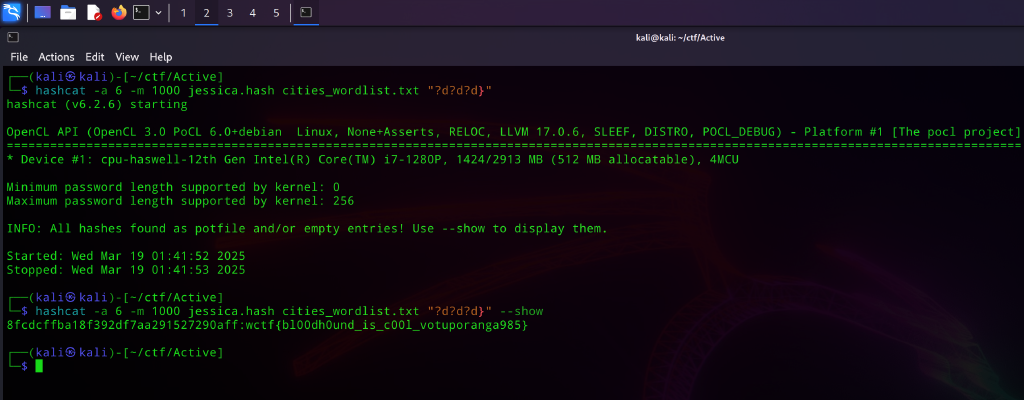 1 2 3 4 5
kali@kali: ~/ctf/Active
File Actions Edit View Help
┌──(kali㉿kali)-[~/ctf/Active]
└─$ hashcat -a 6 -m 1000 jessica.hash cities_wordlist.txt "?d?d?d}"
hashcat (v6.2.6) starting
OpenCL API (OpenCL 3.0 PoCL 6.0+debian  Linux, None+Asserts, RELOC, LLVM 17.0.6, SLEEF, DISTRO, POCL_DEBUG) - Platform #1 [The pocl project]
============================================================================================================================================
* Device #1: cpu-haswell-12th Gen Intel(R) Core(TM) i7-1280P, 1424/2913 MB (512 MB allocatable), 4MCU
Minimum password length supported by kernel: 0
Maximum password length supported by kernel: 256
INFO: All hashes found as potfile and/or empty entries! Use --show to display them.
Started: Wed Mar 19 01:41:52 2025
Stopped: Wed Mar 19 01:41:53 2025
┌──(kali㉿kali)-[~/ctf/Active]
└─$ hashcat -a 6 -m 1000 jessica.hash cities_wordlist.txt "?d?d?d}" --show
8fcdcffba18f392df7aa291527290aff:wctf{bl00dh0und_is_c00l_votuporanga985}
┌──(kali㉿kali)-[~/ctf/Active]
└─$